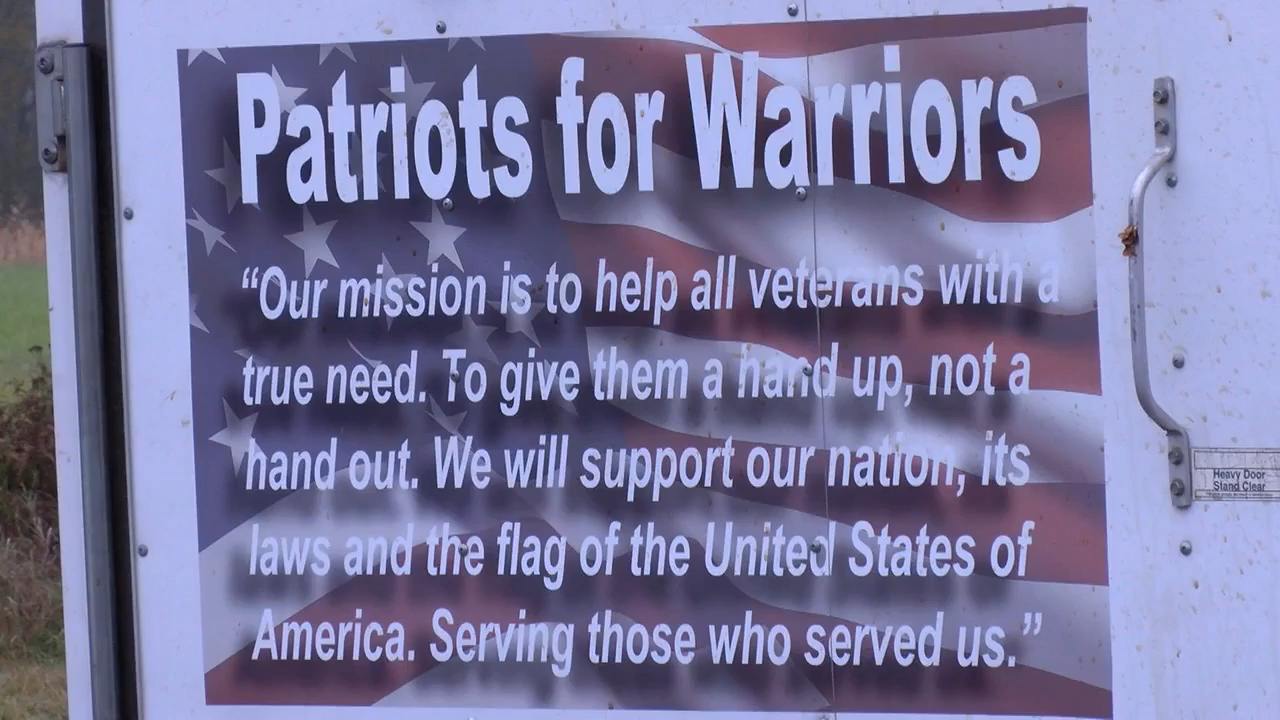 Patriots for Warriors
“Our mission is to help all veterans with a
true need. To give them a hand up, not a
hand out. We will support our nation, its
laws and the flag of the United States of
America. Serving those who served us.”
Heavy Door
Stand Clear